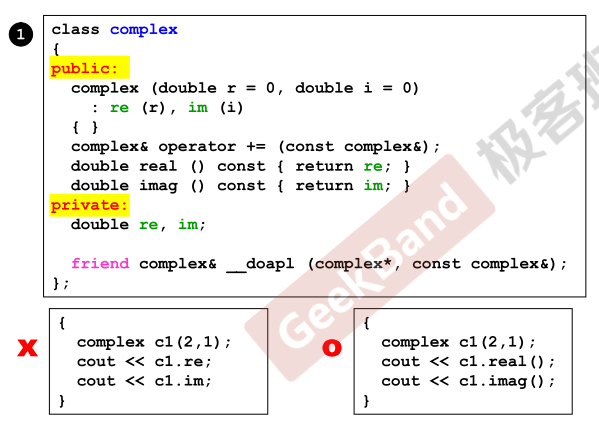 1
class complex
{
public:
  complex (double r = 0, double i = 0)
    : re (r), im (i)
  { }
  complex& operator += (const complex&);
  double real () const { return re; }
  double imag () const { return im; }
private:
  double re, im;
  friend complex& __doapl (complex*, const complex&);
};
X
{
  complex c1(2,1);
  cout << c1.re;
  cout << c1.im;
}
O
{
  complex c1(2,1);
  cout << c1.real();
  cout << c1.imag();
}
GeekBand
极客班